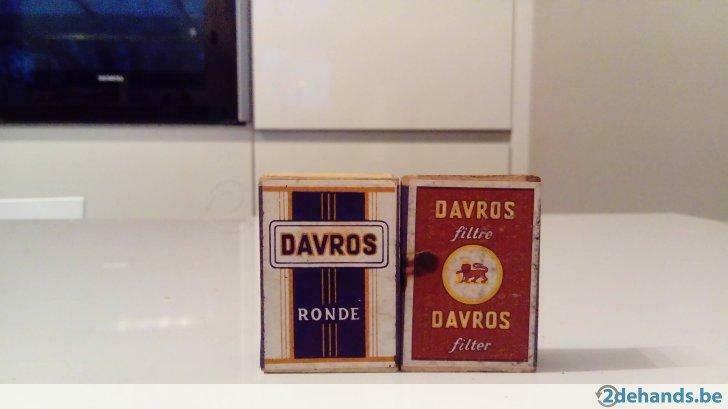 DAVROS
RONDE
DAVROS
filtre
DAVROS
filter
2dehands.be